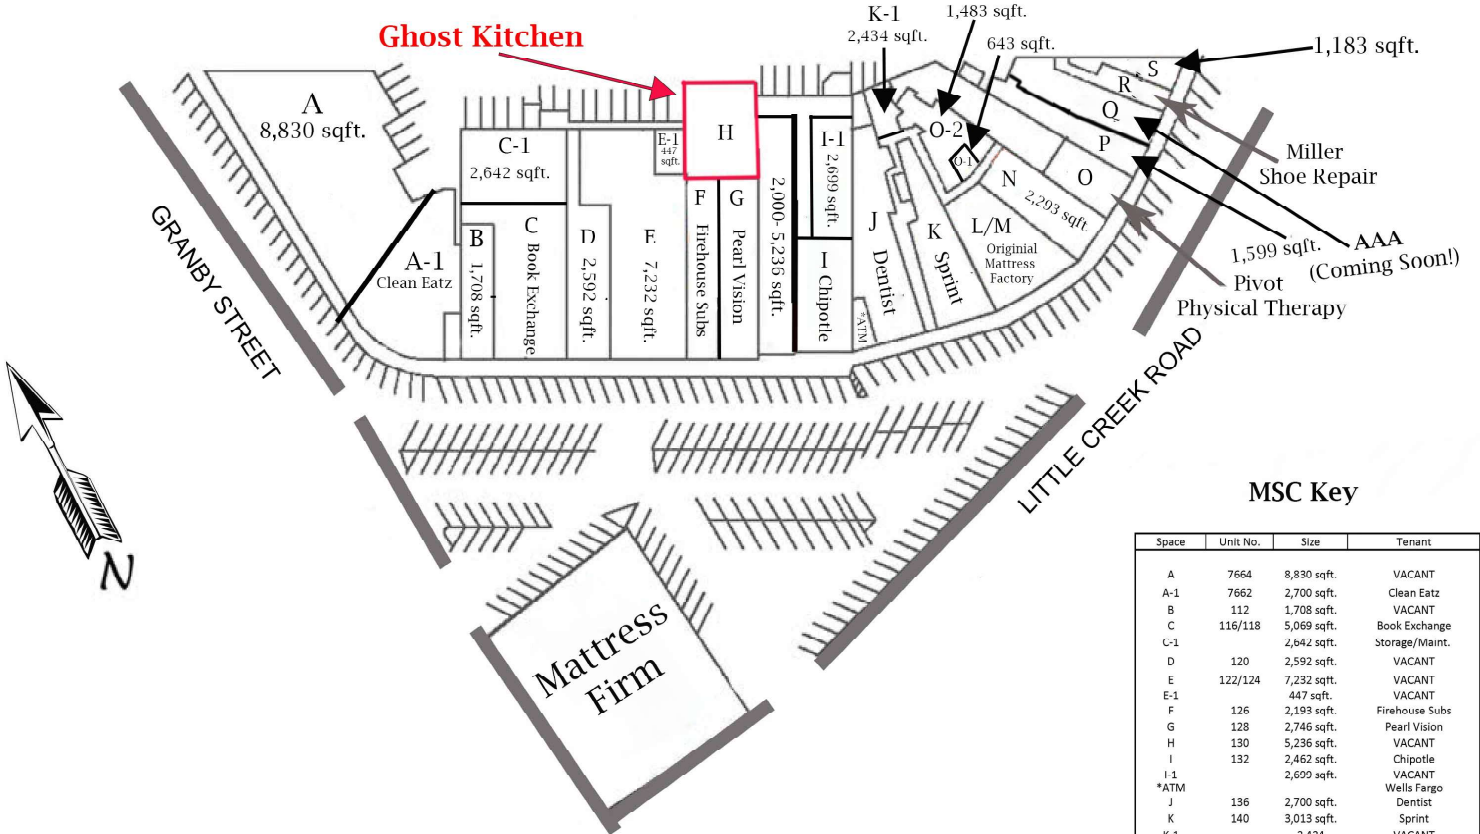 Ghost Kitchen
K-1
2,434 sqft.
1,483 sqft.
643 sqft.
1,183 sqft.
A
8,830 sqft.
C-1
2,642 sqft.
E-1
447
sqft.
H
I-1
2,699 sqft.
O-2
O-1
S
R
Q
P
O
N
2,293 sqft.
Miller
Shoe Repair
A-1
Clean Eatz
B
1,708 sqft.
C
Book Exchange
D
2,592 sqft.
E
7,232 sqft.
F
Firehouse Subs
G
Pearl Vision
2,000- 5,236 sqft.
I Chipotle
J
Dentist
*ATM
K
Sprint
L/M
Originial
Mattress
Factory
1,599 sqft.
AAA
(Coming Soon!)
Pivot
Physical Therapy
GRANBY STREET
LITTLE CREEK ROAD
N
Mattress
Firm
MSC Key
Space Unit No. Size Tenant
A 7664 8,830 sqft. VACANT
A-1 7662 2,700 sqft. Clean Eatz
B 112 1,708 sqft. VACANT
C 116/118 5,069 sqft. Book Exchange
C-1 2,642 sqft. Storage/Maint.
D 120 2,592 sqft. VACANT
E 122/124 7,232 sqft. VACANT
E-1 447 sqft. VACANT
F 126 2,193 sqft. Firehouse Subs
G 128 2,746 sqft. Pearl Vision
H 130 5,236 sqft. VACANT
I 132 2,462 sqft. Chipotle
I-1 2,699 sqft. VACANT
*ATM Wells Fargo
J 136 2,700 sqft. Dentist
K 140 3,013 sqft. Sprint
K-1 2,434 VACANT